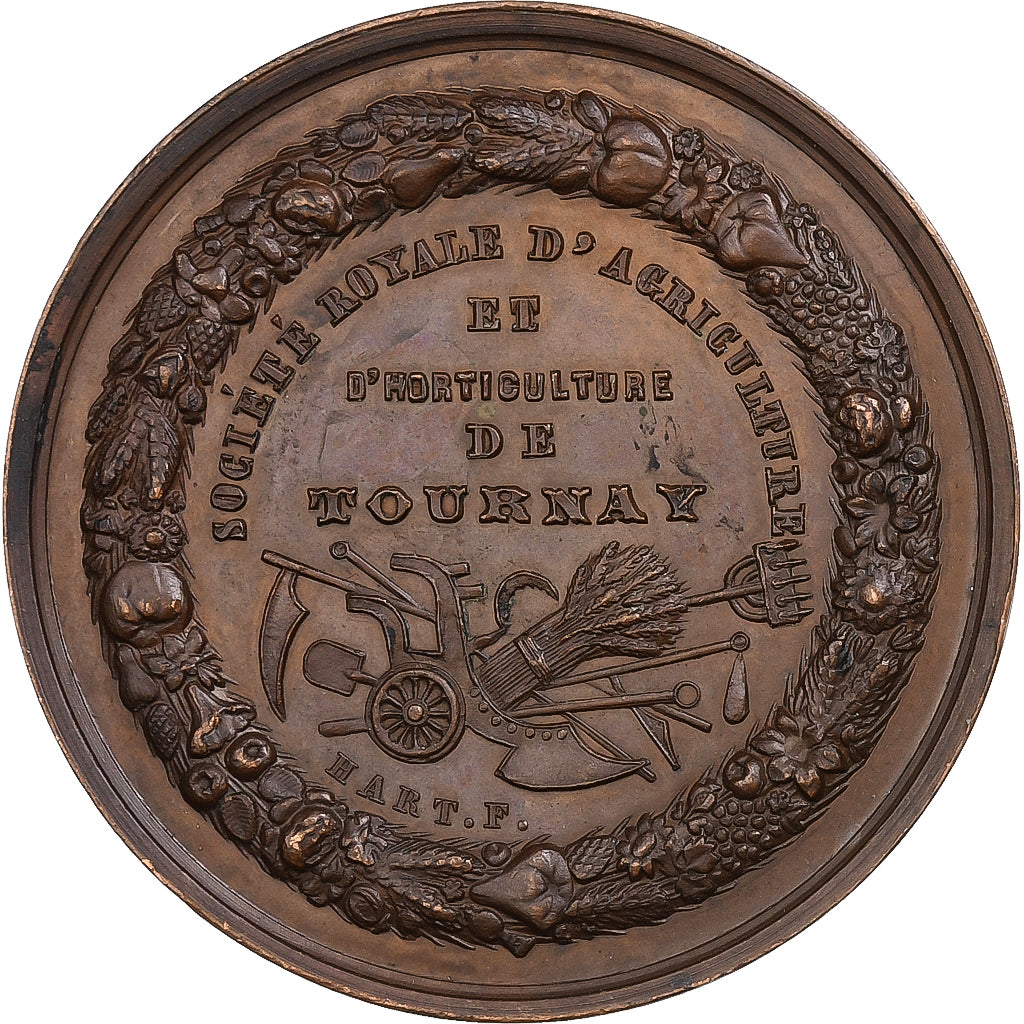 SOCIÉTÉ ROYALE D'AGRICULTURE
ET
D'HORTICULTURE
DE
TOURNAY
HART.F.